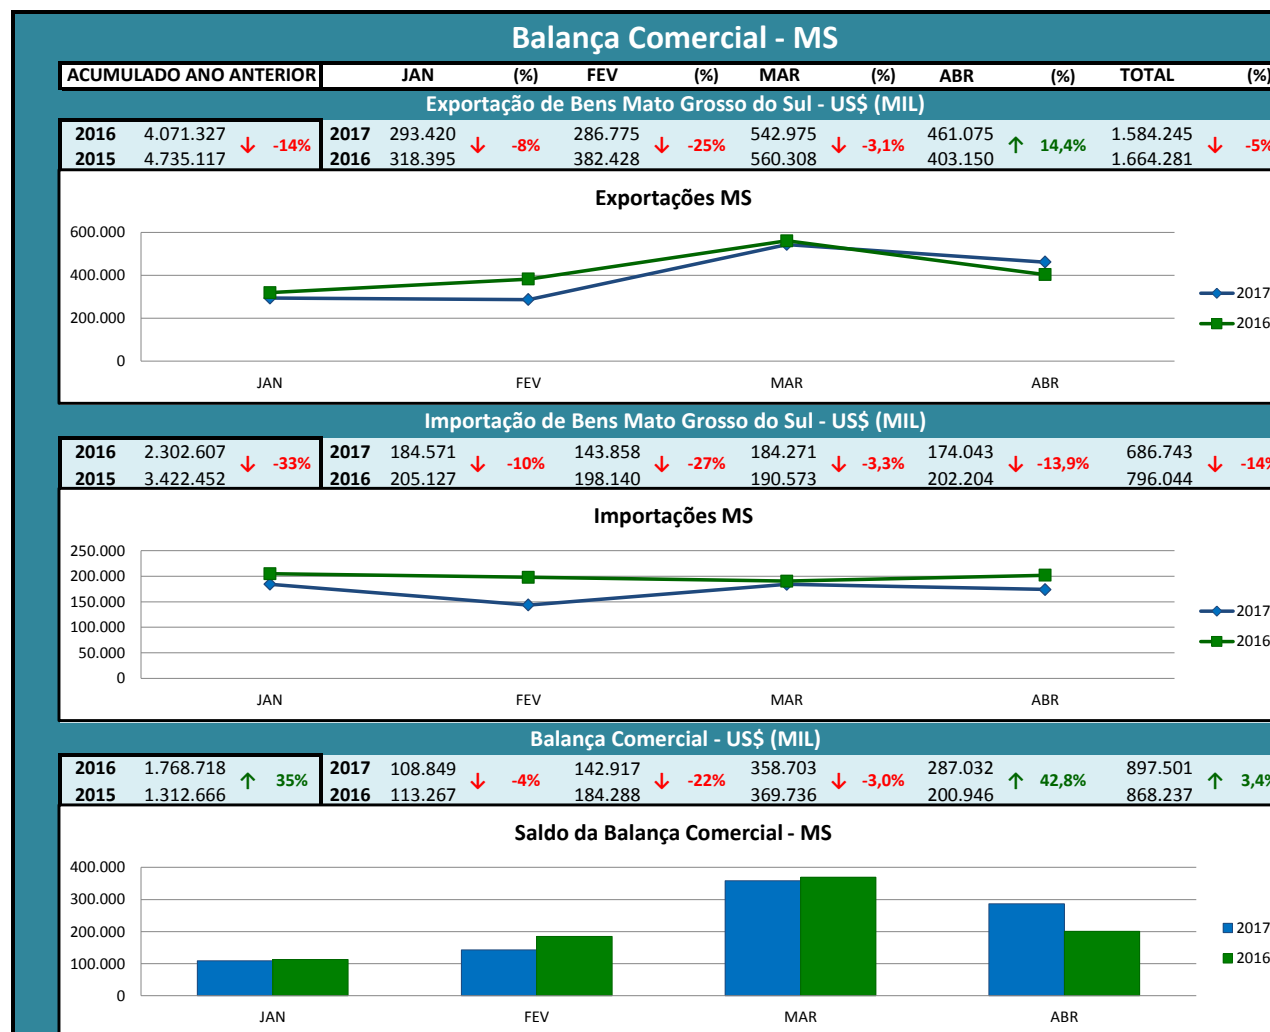 Balança Comercial - MS
ACUMULADO ANO ANTERIOR JAN (%) FEV (%) MAR (%) ABR (%) TOTAL (%)
Exportação de Bens Mato Grosso do Sul - US$ (MIL)
2016 4.071.327 ↓ -14% 2017 293.420 ↓ -8% 286.775 ↓ -25% 542.975 ↓ -3,1% 461.075 ↑ 14,4% 1.584.245 ↓ -5%
2015 4.735.117 2016 318.395 382.428 560.308 403.150 1.664.281
Exportações MS
600.000
400.000
200.000
0
JAN FEV MAR ABR
2017
2016
Importação de Bens Mato Grosso do Sul - US$ (MIL)
2016 2.302.607 ↓ -33% 2017 184.571 ↓ -10% 143.858 ↓ -27% 184.271 ↓ -3,3% 174.043 ↓ -13,9% 686.743 ↓ -14%
2015 3.422.452 2016 205.127 198.140 190.573 202.204 796.044
Importações MS
250.000
200.000
150.000
100.000
50.000
0
JAN FEV MAR ABR
2017
2016
Balança Comercial - US$ (MIL)
2016 1.768.718 ↑ 35% 2017 108.849 ↓ -4% 142.917 ↓ -22% 358.703 ↓ -3,0% 287.032 ↑ 42,8% 897.501 ↑ 3,4%
2015 1.312.666 2016 113.267 184.288 369.736 200.946 868.237
Saldo da Balança Comercial - MS
400.000
300.000
200.000
100.000
0
JAN FEV MAR ABR
2017
2016